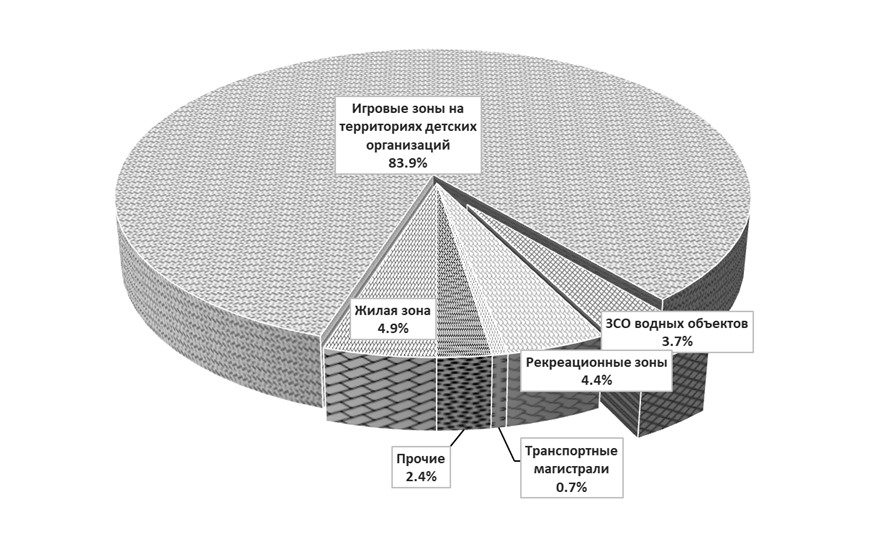 Игровые зоны на
территориях детских
организаций
83.9%
Жилая зона
4.9%
ЗСО водных объектов
3.7%
Рекреационные зоны
4.4%
Прочие
2.4%
Транспортные
магистрали
0.7%